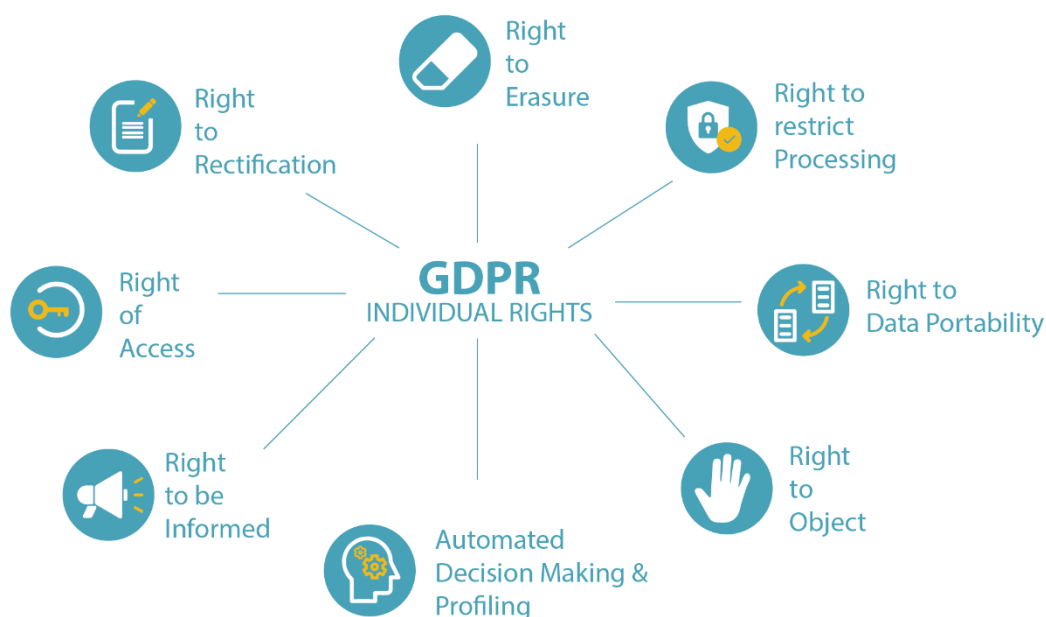 Right
to
Erasure
Right
to
Rectification
Right to
restrict
Processing
GDPR
INDIVIDUAL RIGHTS
Right
of
Access
Right to
Data Portability
Right
to be
Informed
Right
to
Object
Automated
Decision Making &
Profiling